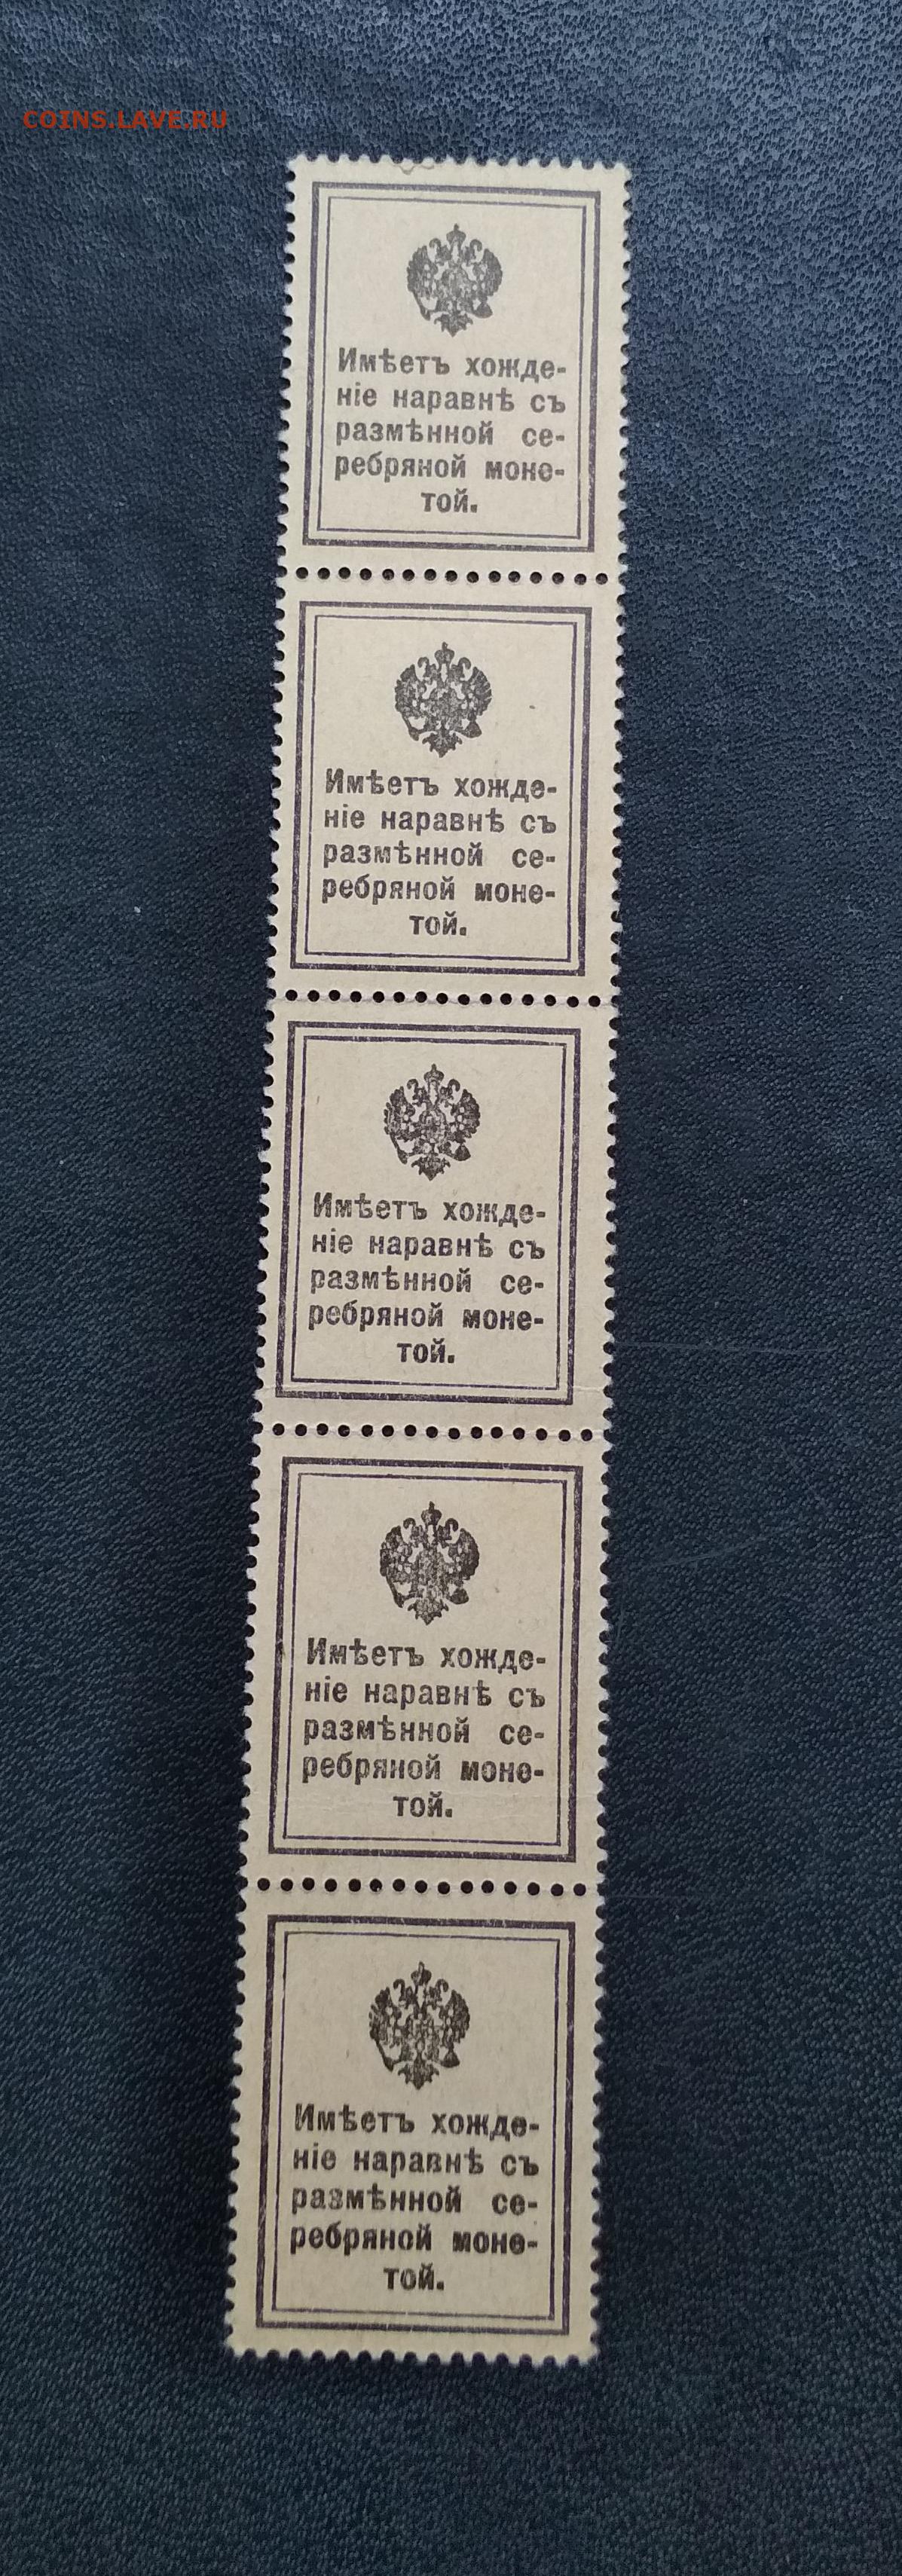 COINS.LAVE.RU
Имѣетъ хожде-
ніе наравнѣ съ
размѣнной се-
ребряной моне-
той.
Имѣетъ хожде-
ніе наравнѣ съ
размѣнной се-
ребряной моне-
той.
Имѣетъ хожде-
ніе наравнѣ съ
размѣнной се-
ребряной моне-
той.
Имѣетъ хожде-
ніе наравнѣ съ
размѣнной се-
ребряной моне-
той.
Имѣетъ хожде-
ніе наравнѣ съ
размѣнной се-
ребряной моне-
той.